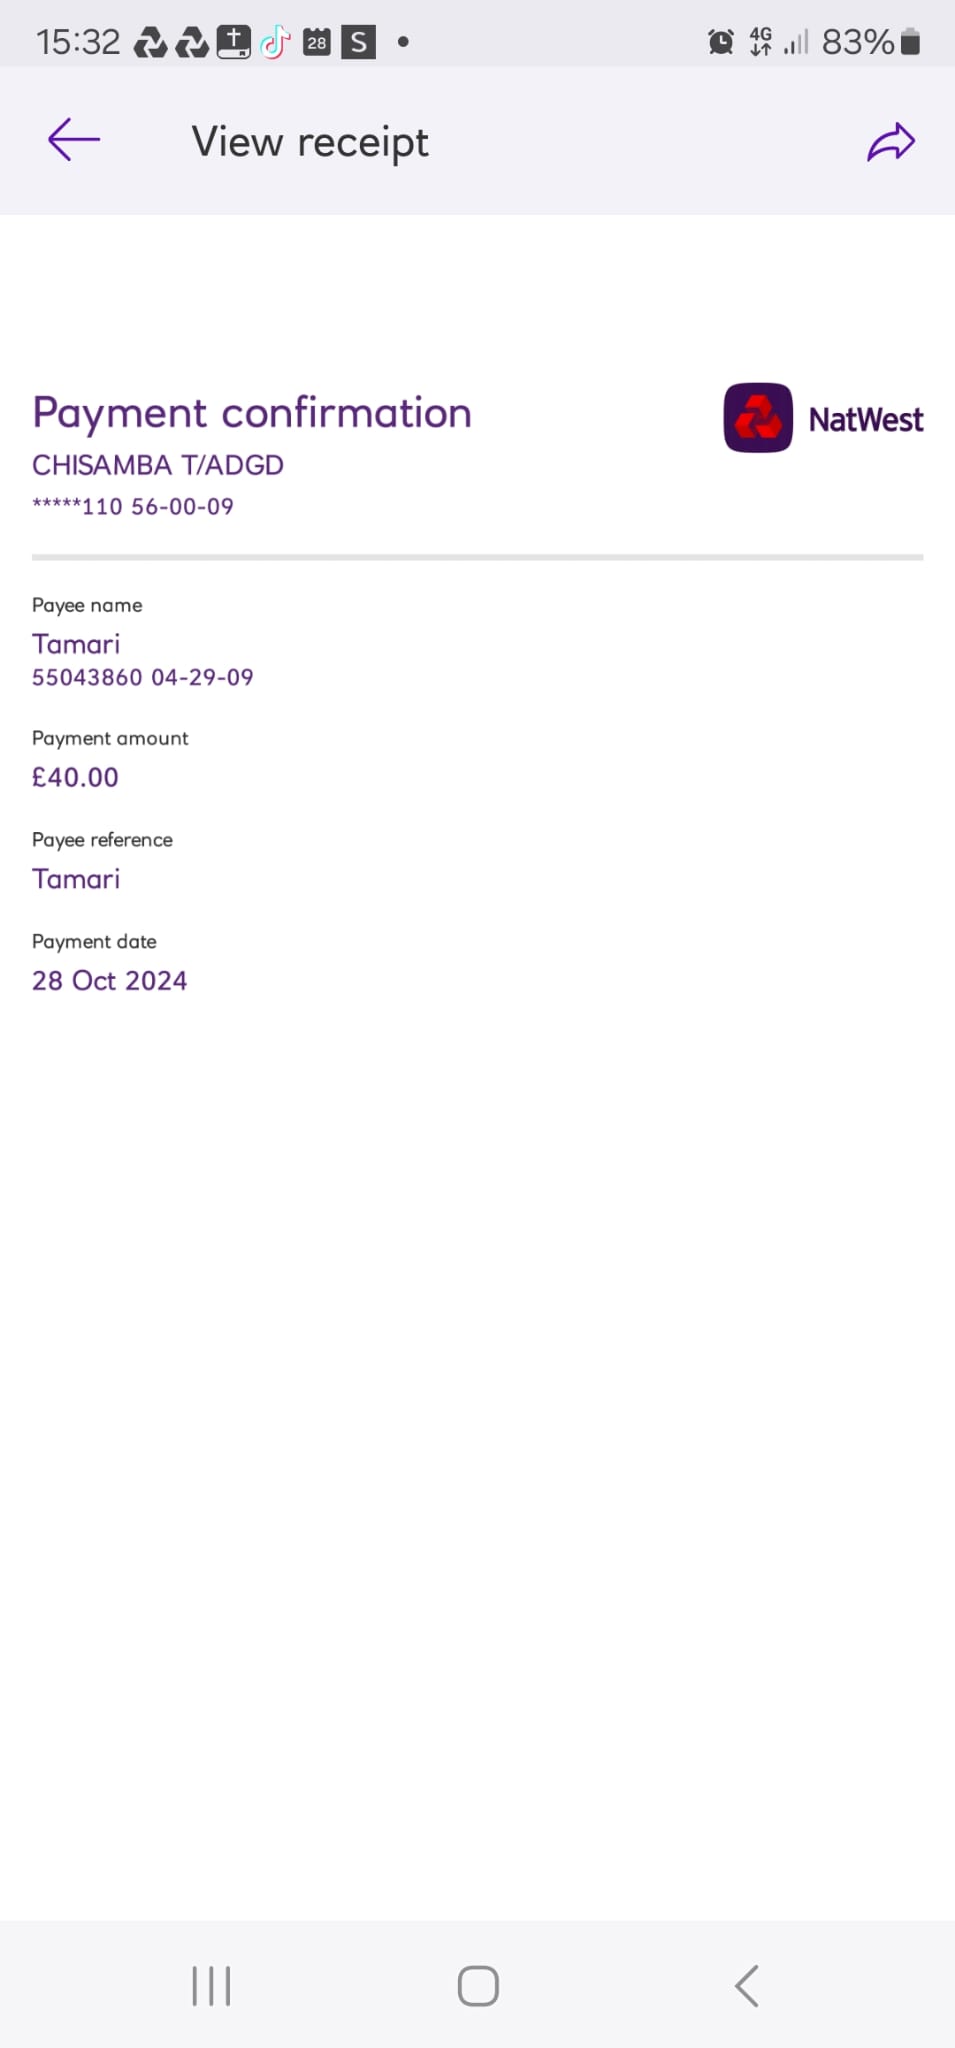 15:32 28 S 4G 83%
View receipt
Payment confirmation
NatWest
CHISAMBA T/ADGD
*****110 56-00-09
Payee name
Tamari
55043860 04-29-09
Payment amount
£40.00
Payee reference
Tamari
Payment date
28 Oct 2024